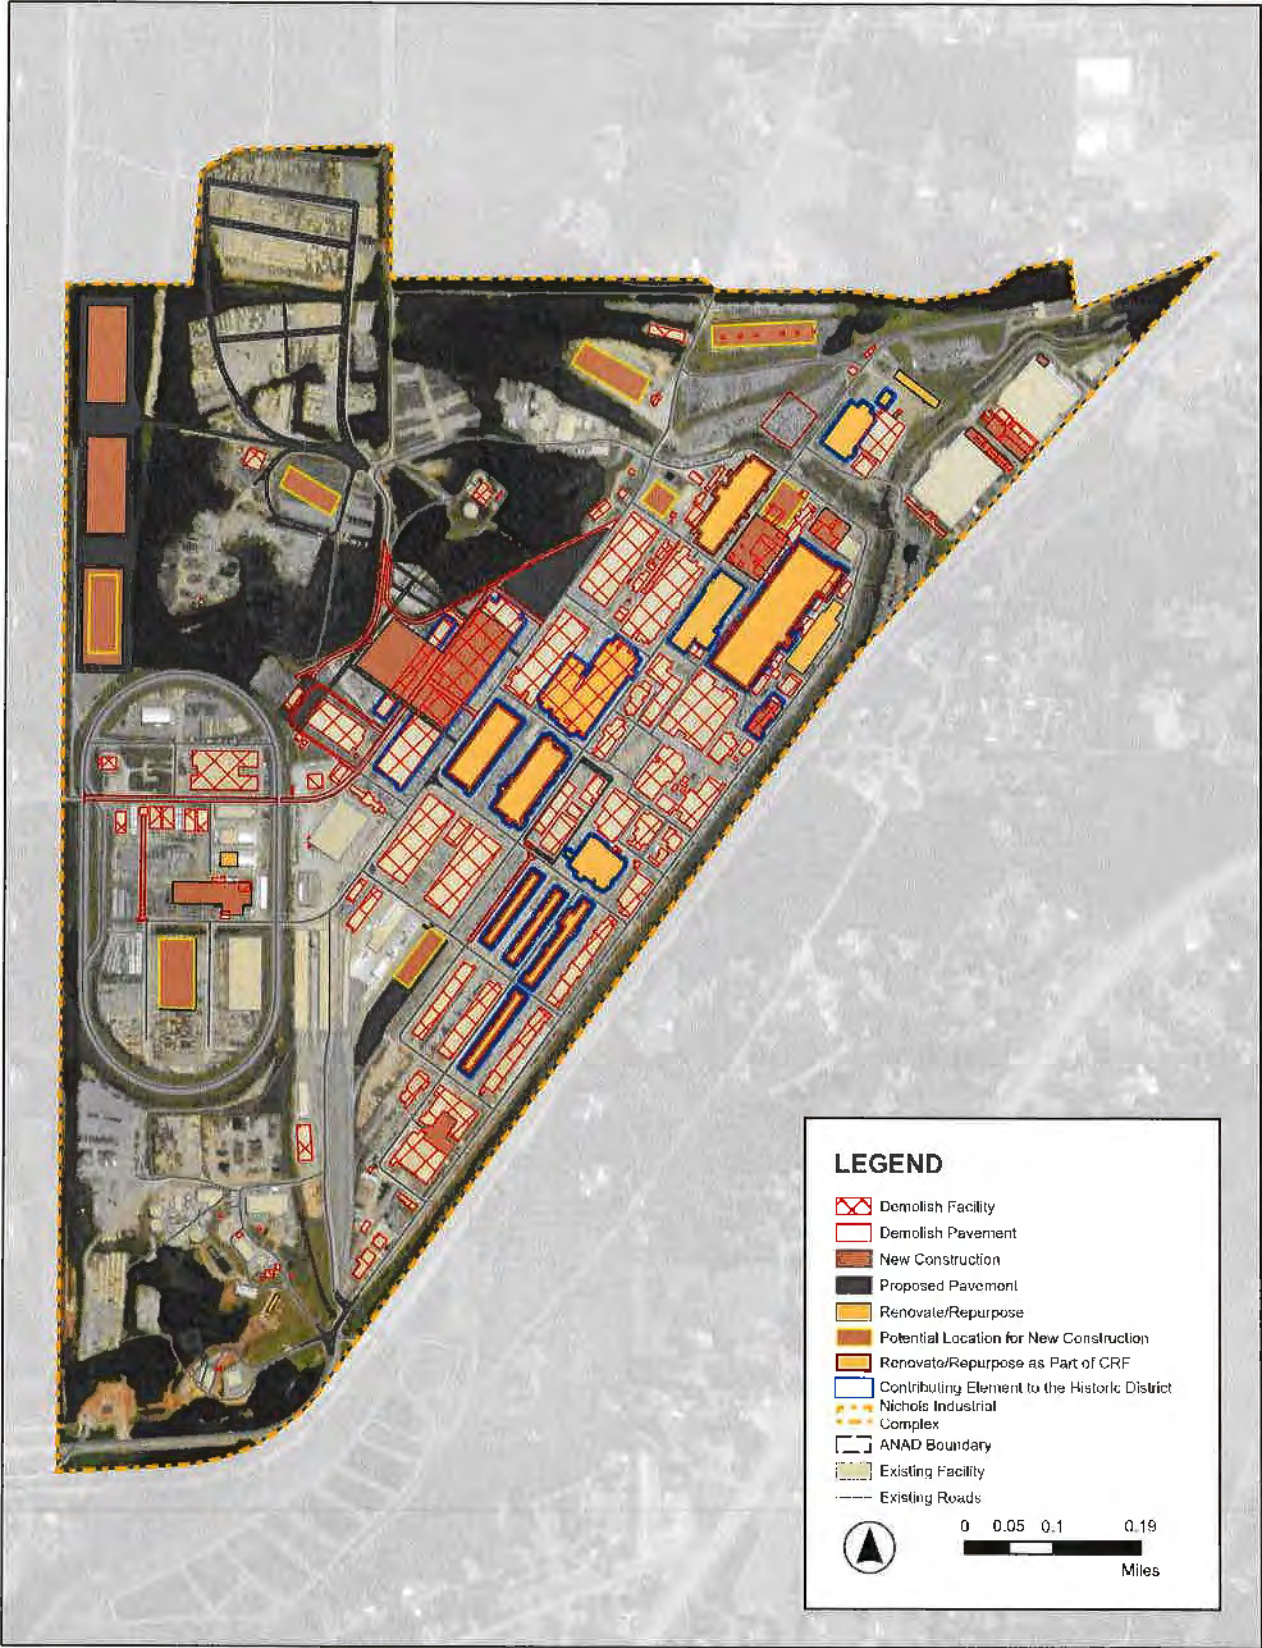 LEGEND
Demolish Facility
Demolish Pavement
New Construction
Proposed Pavement
Renovate/Repurpose
Potential Location for New Construction
Renovate/Repurpose as Part of CRF
Contributing Element to the Historic District
Nichols Industrial
Complex
ANAD Boundary
Existing Facility
Existing Roads
0 0.05 0.1 0.19
Miles